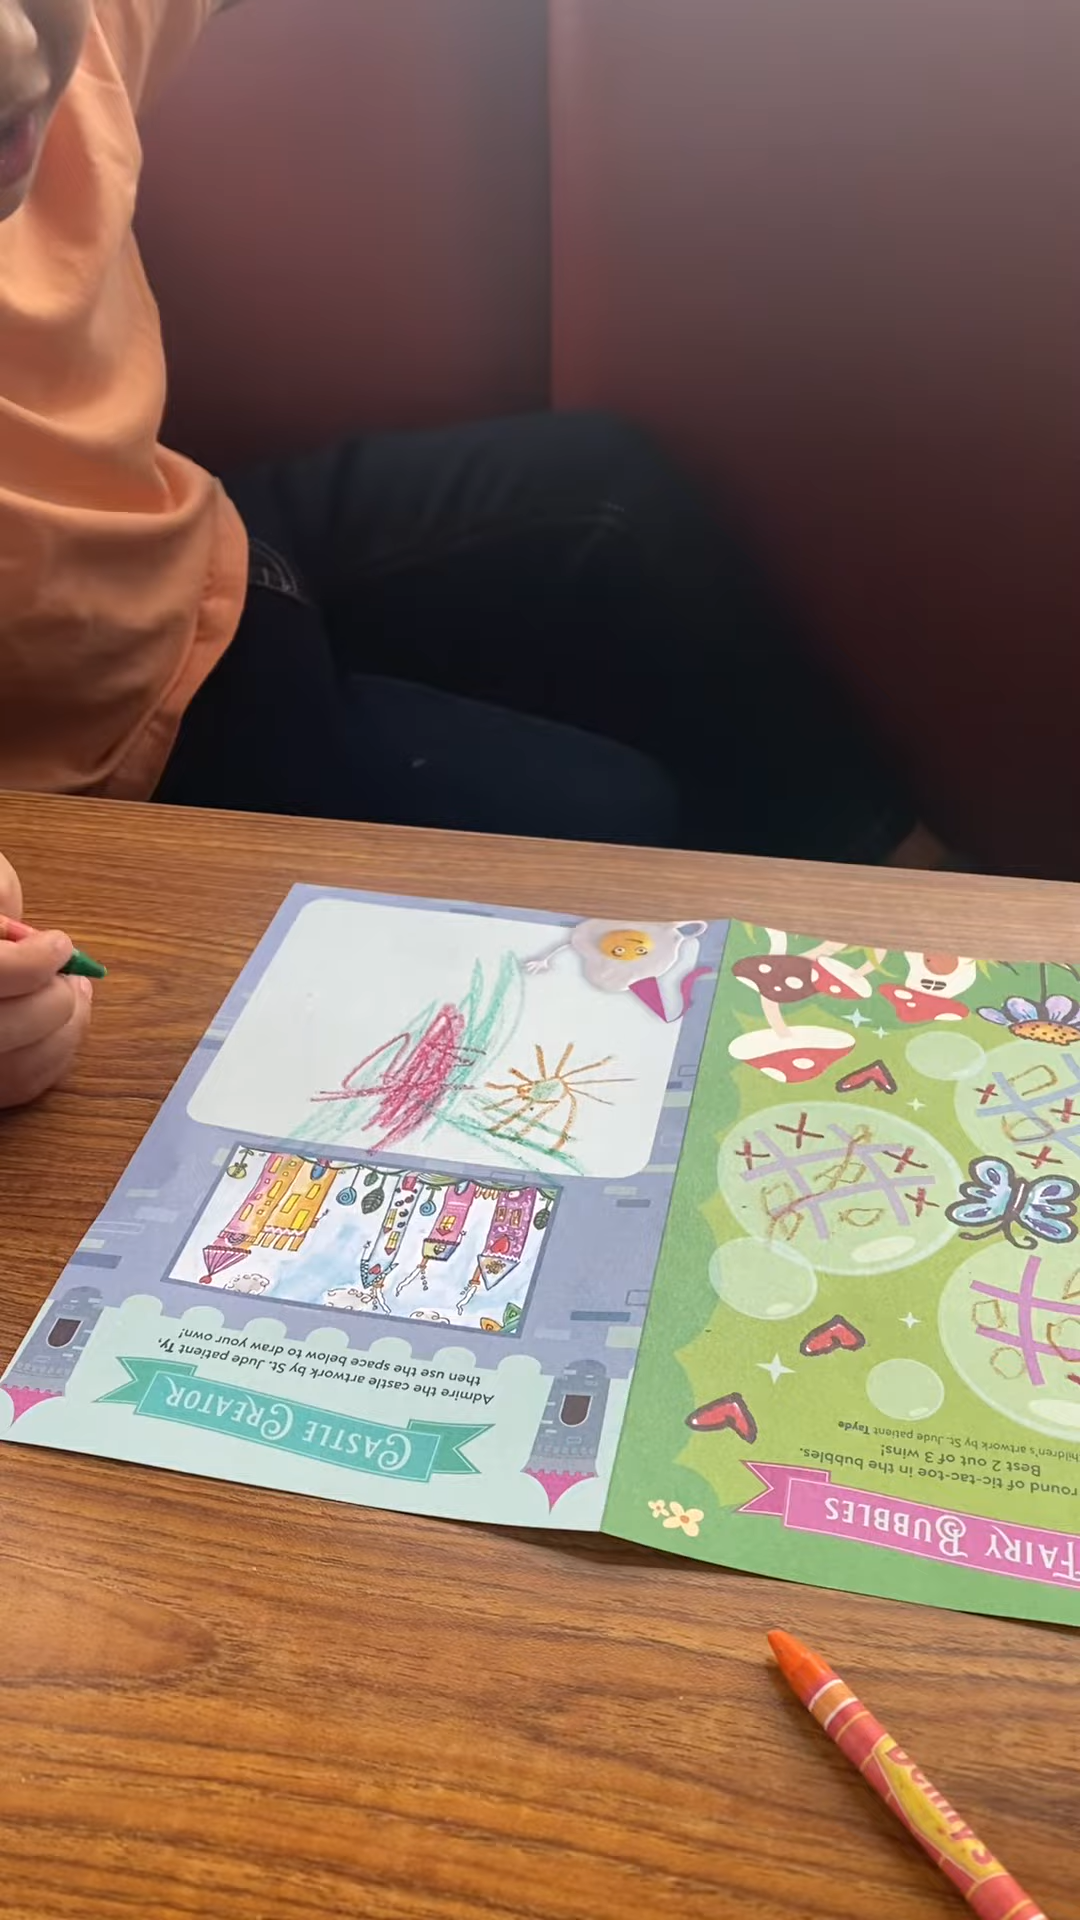 CASTLE CREATOR
Admire the castle artwork by St. Jude patient Ty,
then use the space below to draw your own!
FAIRY BUBBLES
round of tic-tac-toe in the bubbles.
Best 2 out of 3 wins!
children's artwork by St. Jude patient Tayde
Denny's